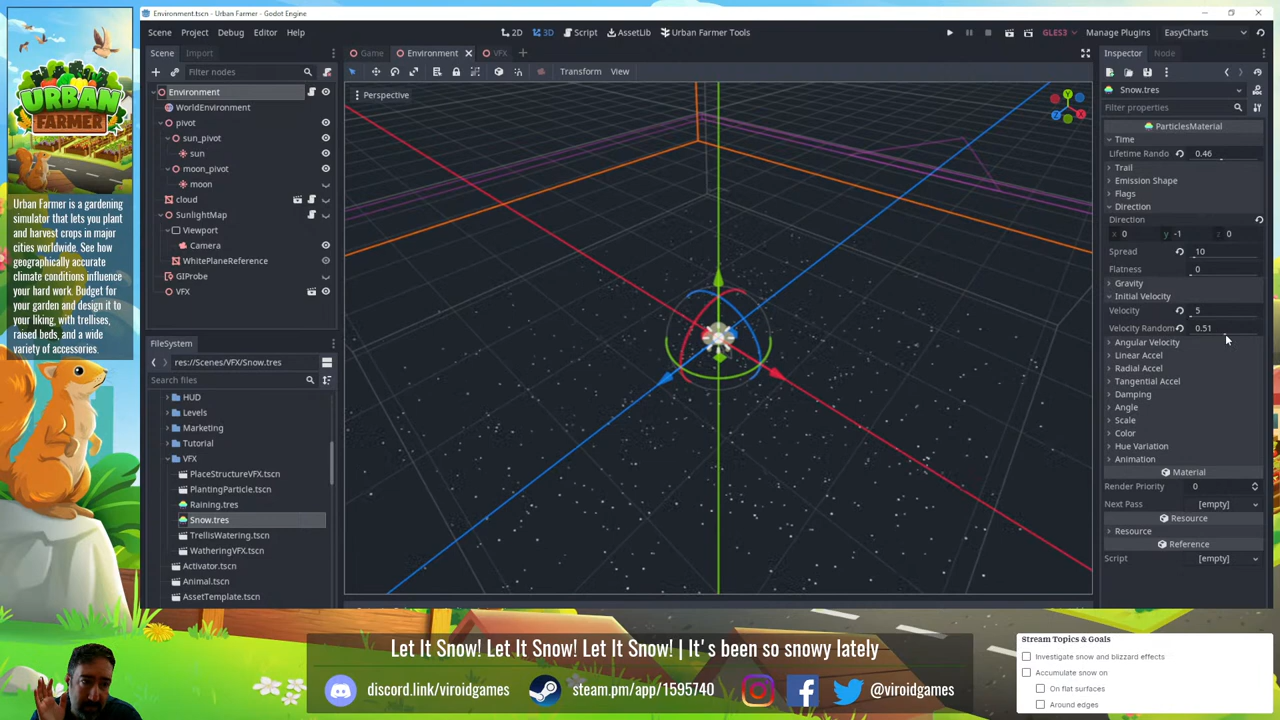 Environment.tscn - Urban Farmer - Godot Engine
Scene Project Debug Editor Help
2D 3D Script AssetLib Urban Farmer Tools
GLES3 Manage Plugins EasyCharts
URBAN
FARMER
Urban Farmer is a gardening
simulator that lets you plant
and harvest crops in major
cities worldwide. See how
geographically accurate
climate conditions influence
your hard work. Budget for
your garden and design it to
your liking, with trellises,
raised beds, and a wide
variety of accessories.
Scene Import
Filter nodes
Environment
WorldEnvironment
pivot
sun_pivot
sun
moon_pivot
moon
cloud
SunlightMap
Viewport
Camera
WhitePlaneReference
GIProbe
VFX
FileSystem
res://Scenes/VFX/Snow.tres
Search files
HUD
Levels
Marketing
Tutorial
VFX
PlaceStructureVFX.tscn
PlantingParticle.tscn
Raining.tres
Snow.tres
TrellisWatering.tscn
WatheringVFX.tscn
Activator.tscn
Animal.tscn
AssetTemplate.tscn
Game Environment VFX
Transform View
Perspective
Y
X
Z
Inspector Node
Snow.tres
Filter properties
ParticlesMaterial
Time
Lifetime Rando 0.46
Trail
Emission Shape
Flags
Direction
Direction
x 0 y -1 z 0
Spread 10
Flatness 0
Gravity
Initial Velocity
Velocity 5
Velocity Random 0.51
Angular Velocity
Linear Accel
Radial Accel
Tangential Accel
Damping
Angle
Scale
Color
Hue Variation
Animation
Material
Render Priority 0
Next Pass [empty]
Resource
Resource
Reference
Script [empty]
Let It Snow! Let It Snow! Let It Snow! | It's been so snowy lately
discord.link/viroidgames steam.pm/app/1595740 @viroidgames
Stream Topics & Goals
Investigate snow and blizzard effects
Accumulate snow on
On flat surfaces
Around edges